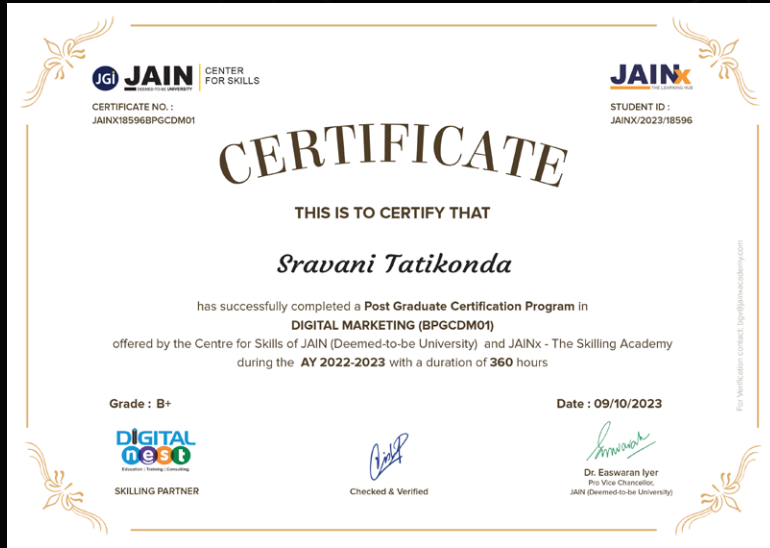 JGi JAIN CENTER
DEEMED-TO-BE UNIVERSITY FOR SKILLS
JAINx
THE LEARNING HUB
CERTIFICATE NO. :
JAINX18596BPGCDM01
STUDENT ID :
JAINX/2023/18596
CERTIFICATE
THIS IS TO CERTIFY THAT
Sravani Tatikonda
has successfully completed a Post Graduate Certification Program in
DIGITAL MARKETING (BPGCDM01)
offered by the Centre for Skills of JAIN (Deemed-to-be University) and JAINx - The Skilling Academy
during the AY 2022-2023 with a duration of 360 hours
Grade : B+
Date : 09/10/2023
DIGITAL
nest
Education | Training | Consulting
SKILLING PARTNER
Checked & Verified
Dr. Easwaran Iyer
Pro Vice Chancellor,
JAIN (Deemed-to-be University)
For Verification contact: